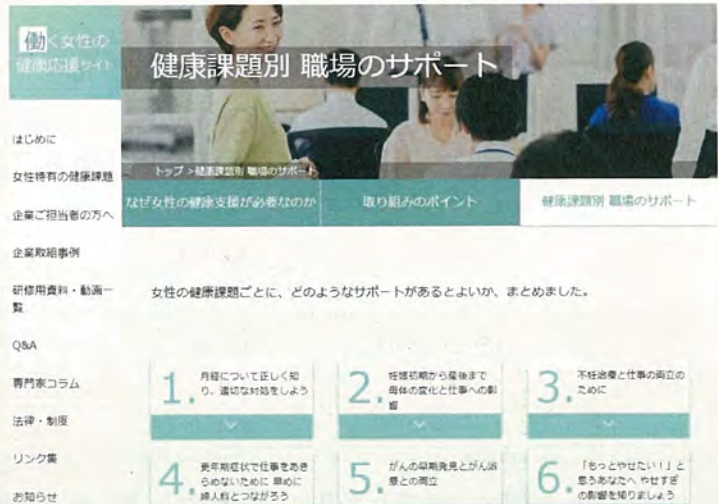 働く女性の
健康応援サイト
健康課題別 職場のサポート
トップ >健康課題別 職場のサポート
はじめに
女性特有の健康課題
企業ご担当者の方へ
企業取組事例
研修用資料・動画一
覧
Q&A
専門家コラム
法律・制度
リンク集
お知らせ
なぜ女性の健康支援が必要なのか
取り組みのポイント
健康課題別 職場のサポート
女性の健康課題ごとに、どのようなサポートがあるとよいか、まとめました。
1.
月経について正しく知
り、適切な対処をしよう
2.
妊娠初期から産後まで
母体の変化と仕事への影
響
3.
不妊治療と仕事の両立の
ために
4.
更年期症状で仕事をあき
らめないために 早めに
婦人科とつながろう
5.
がんの早期発見とがん治
療との両立
6.
「もっとやせたい！」と
思うあなたへ やせすぎ
の影響を知りましょう